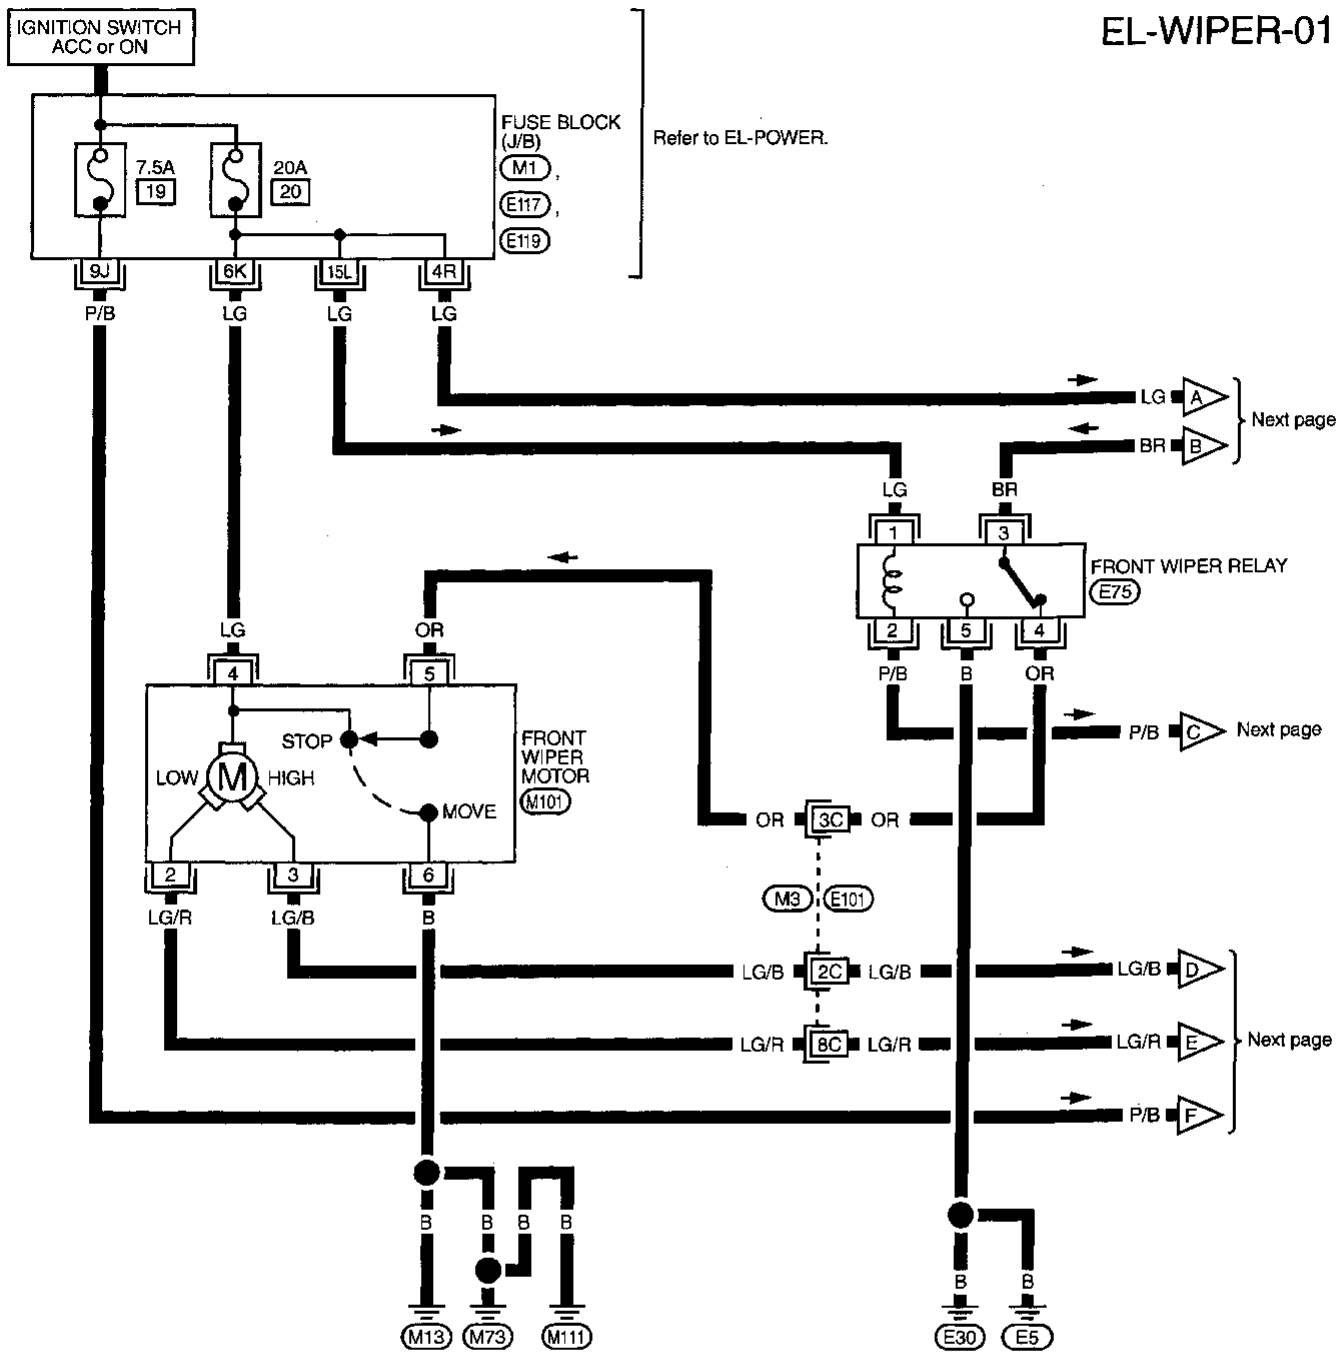 EL-WIPER-01
IGNITION SWITCH
ACC or ON
FUSE BLOCK
(J/B)
M1 ,
E117 ,
E119
Refer to EL-POWER.
7.5A
19
20A
20
9J 6K 15L 4R
P/B LG LG LG
LG A
Next page
BR B
LG BR
1 3
FRONT WIPER RELAY
E75
2 5 4
P/B B OR
P/B C Next page
LG OR
4 5
STOP
LOW M HIGH
MOVE
FRONT
WIPER
MOTOR
M101
OR 3C OR
2 3 6
LG/R LG/B B
M3 E101
LG/B 2C LG/B LG/B D
LG/R 8C LG/R LG/R E Next page
P/B F
B B B B
B B
M13 M73 M111 E30 E5